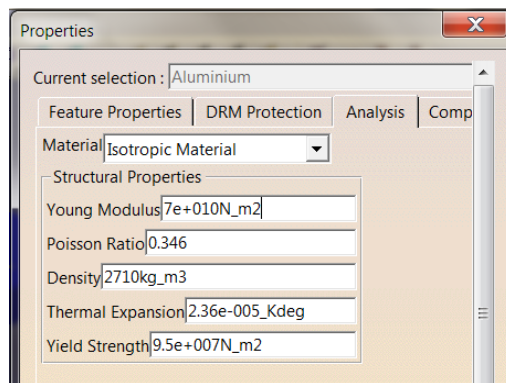 Properties
Current selection : Aluminium
Feature Properties DRM Protection Analysis Comp
Material Isotropic Material
Structural Properties
Young Modulus 7e+010N_m2
Poisson Ratio 0.346
Density 2710kg_m3
Thermal Expansion 2.36e-005_Kdeg
Yield Strength 9.5e+007N_m2